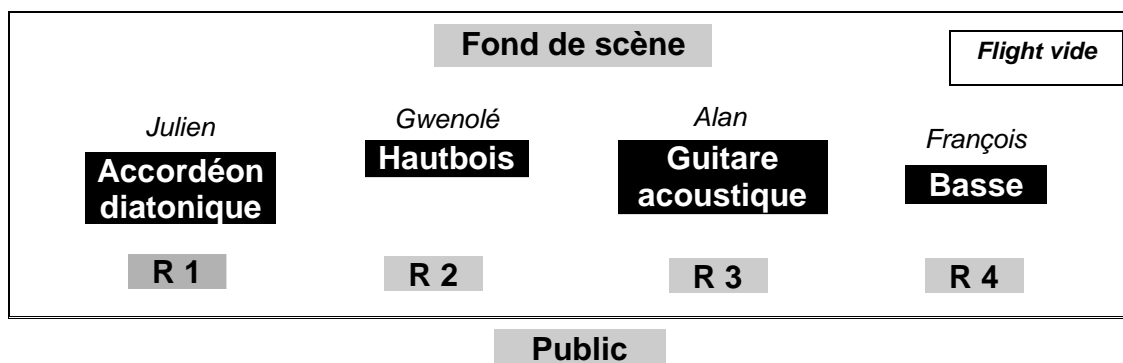 Fond de scène
Flight vide
Julien
Gwenolé
Alan
François
Accordéon
diatonique
Hautbois
Guitare
acoustique
Basse
R 1
R 2
R 3
R 4
Public